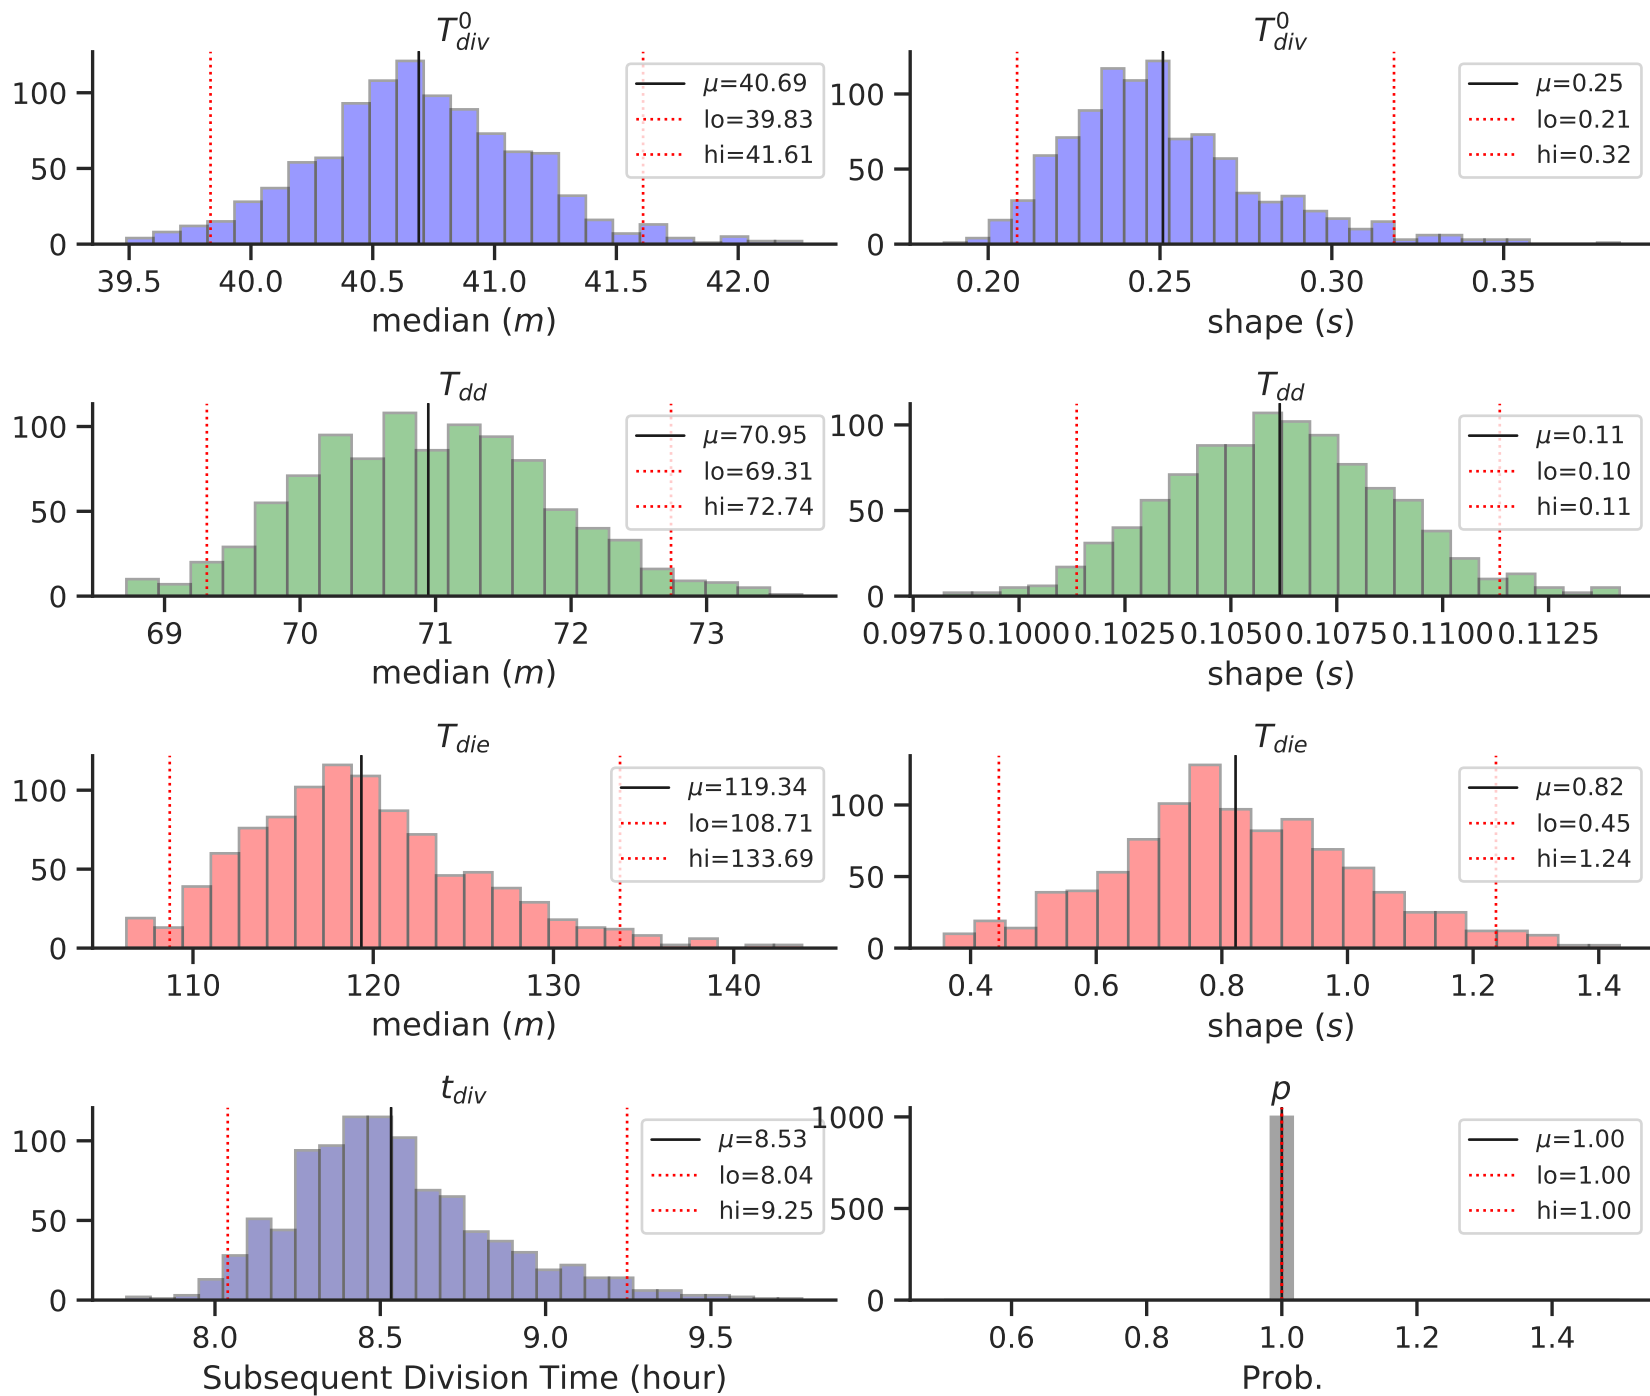 T⁰div
100
50
0
39.5 40.0 40.5 41.0 41.5 42.0
median (m)
μ=40.69
lo=39.83
hi=41.61
T⁰div
100
50
0
0.20 0.25 0.30 0.35
shape (s)
μ=0.25
lo=0.21
hi=0.32
Tdd
100
50
0
69 70 71 72 73
median (m)
μ=70.95
lo=69.31
hi=72.74
Tdd
100
50
0
0.0975 0.1000 0.1025 0.1050 0.1075 0.1100 0.1125
shape (s)
μ=0.11
lo=0.10
hi=0.11
Tdie
100
50
0
110 120 130 140
median (m)
μ=119.34
lo=108.71
hi=133.69
Tdie
100
50
0
0.4 0.6 0.8 1.0 1.2 1.4
shape (s)
μ=0.82
lo=0.45
hi=1.24
tdiv
100
50
0
8.0 8.5 9.0 9.5
Subsequent Division Time (hour)
μ=8.53
lo=8.04
hi=9.25
p
1000
500
0
0.6 0.8 1.0 1.2 1.4
Prob.
μ=1.00
lo=1.00
hi=1.00